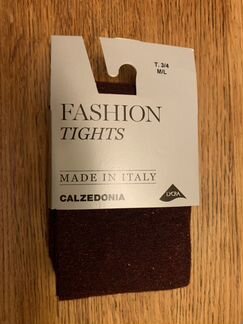 T. 3/4
M/L
FASHION
TIGHTS
MADE IN ITALY
CALZEDONIA
LYCRA